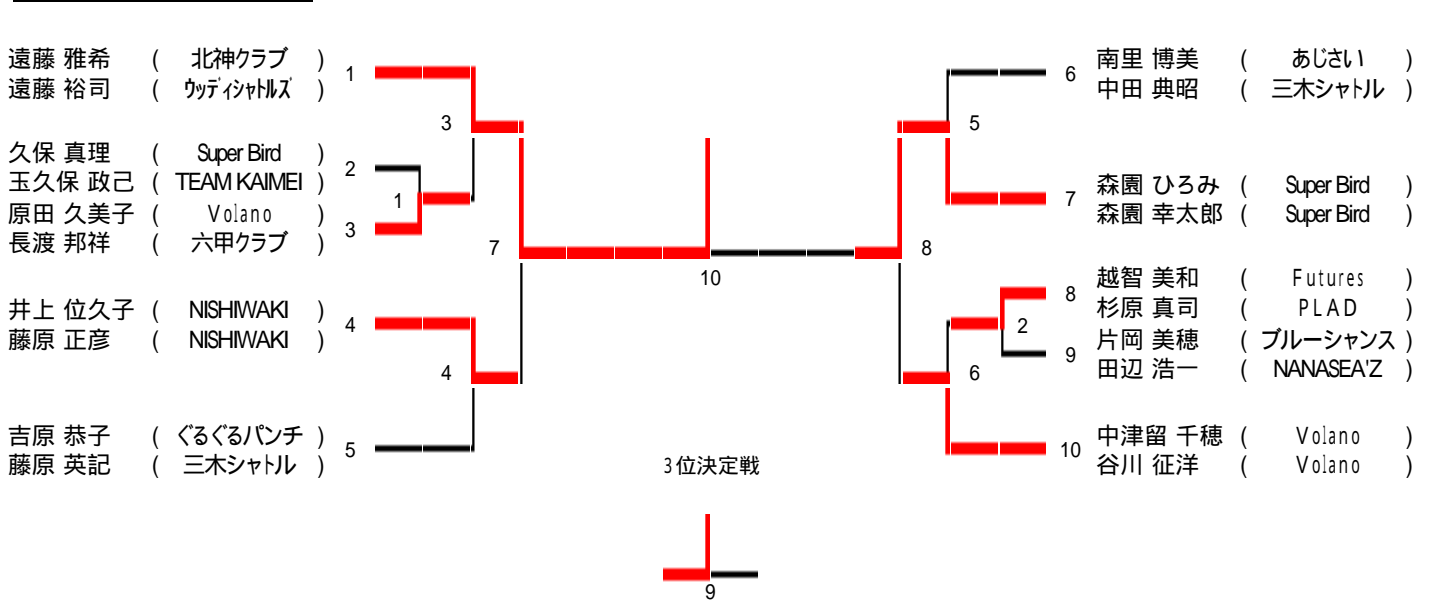 遠藤 雅希 ( 北神クラブ ) 1
遠藤 裕司 ( ウッディシャトルズ )
3
久保 真理 ( Super Bird ) 2
玉久保 政己 ( TEAM KAIMEI )
1
原田 久美子 ( Volano ) 3
長渡 邦祥 ( 六甲クラブ )
7
井上 位久子 ( NISHIWAKI ) 4
藤原 正彦 ( NISHIWAKI )
4
吉原 恭子 ( ぐるぐるパンチ ) 5
藤原 英記 ( 三木シャトル )
10
3位決定戦
9
6 南里 博美 ( あじさい )
中田 典昭 ( 三木シャトル )
5
7 森園 ひろみ ( Super Bird )
森園 幸太郎 ( Super Bird )
8
8 越智 美和 ( Futures )
杉原 真司 ( PLAD )
2
9 片岡 美穂 ( ブルーシャンス )
田辺 浩一 ( NANASEA'Z )
6
10 中津留 千穂 ( Volano )
谷川 征洋 ( Volano )